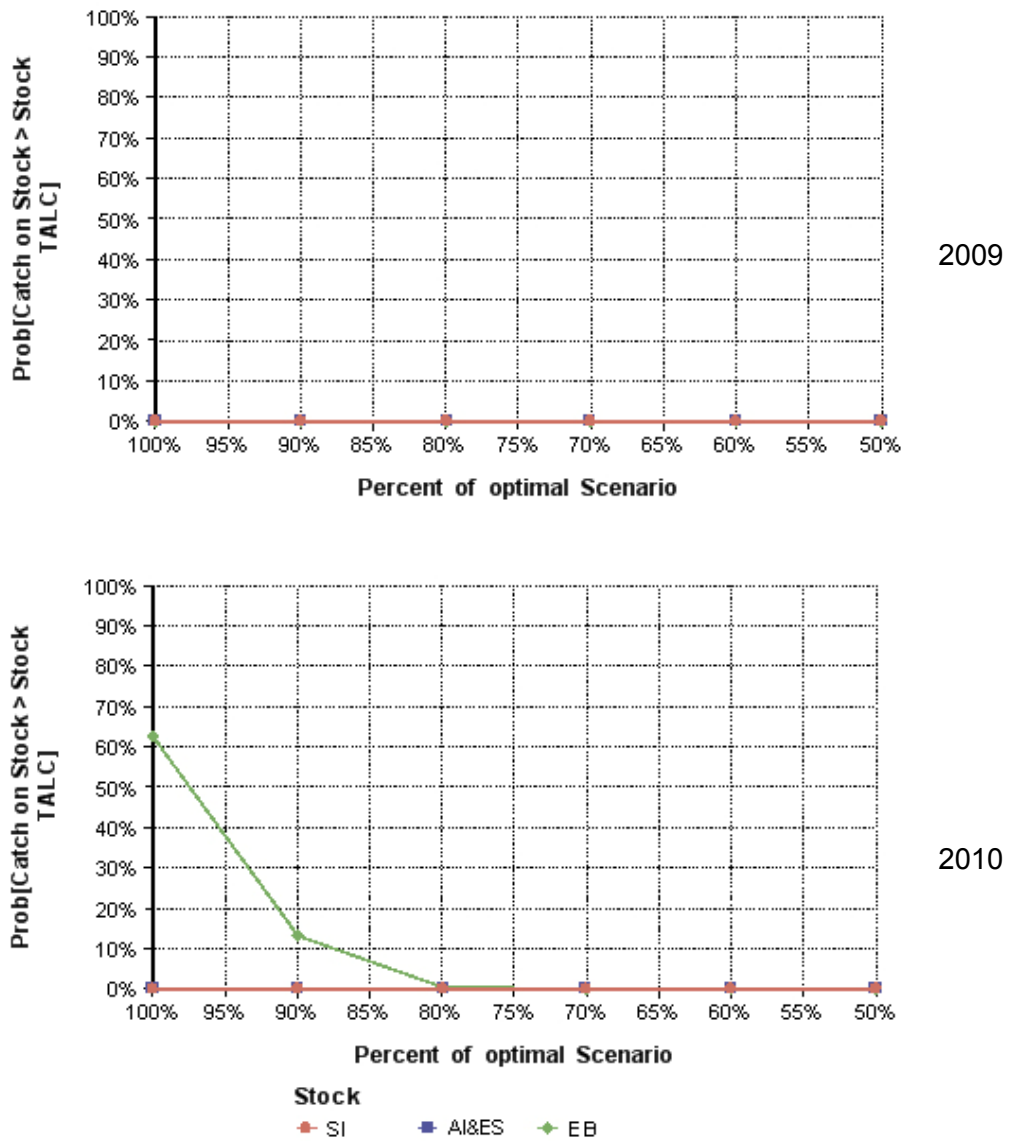 100%
90%
80%
70%
60%
50%
40%
30%
20%
10%
0%
Prob[Catch on Stock > Stock
TALC]
100% 95% 90% 85% 80% 75% 70% 65% 60% 55% 50%
Percent of optimal Scenario
2009
100%
90%
80%
70%
60%
50%
40%
30%
20%
10%
0%
Prob[Catch on Stock > Stock
TALC]
100% 95% 90% 85% 80% 75% 70% 65% 60% 55% 50%
Percent of optimal Scenario
2010
Stock
SI AI&ES EB